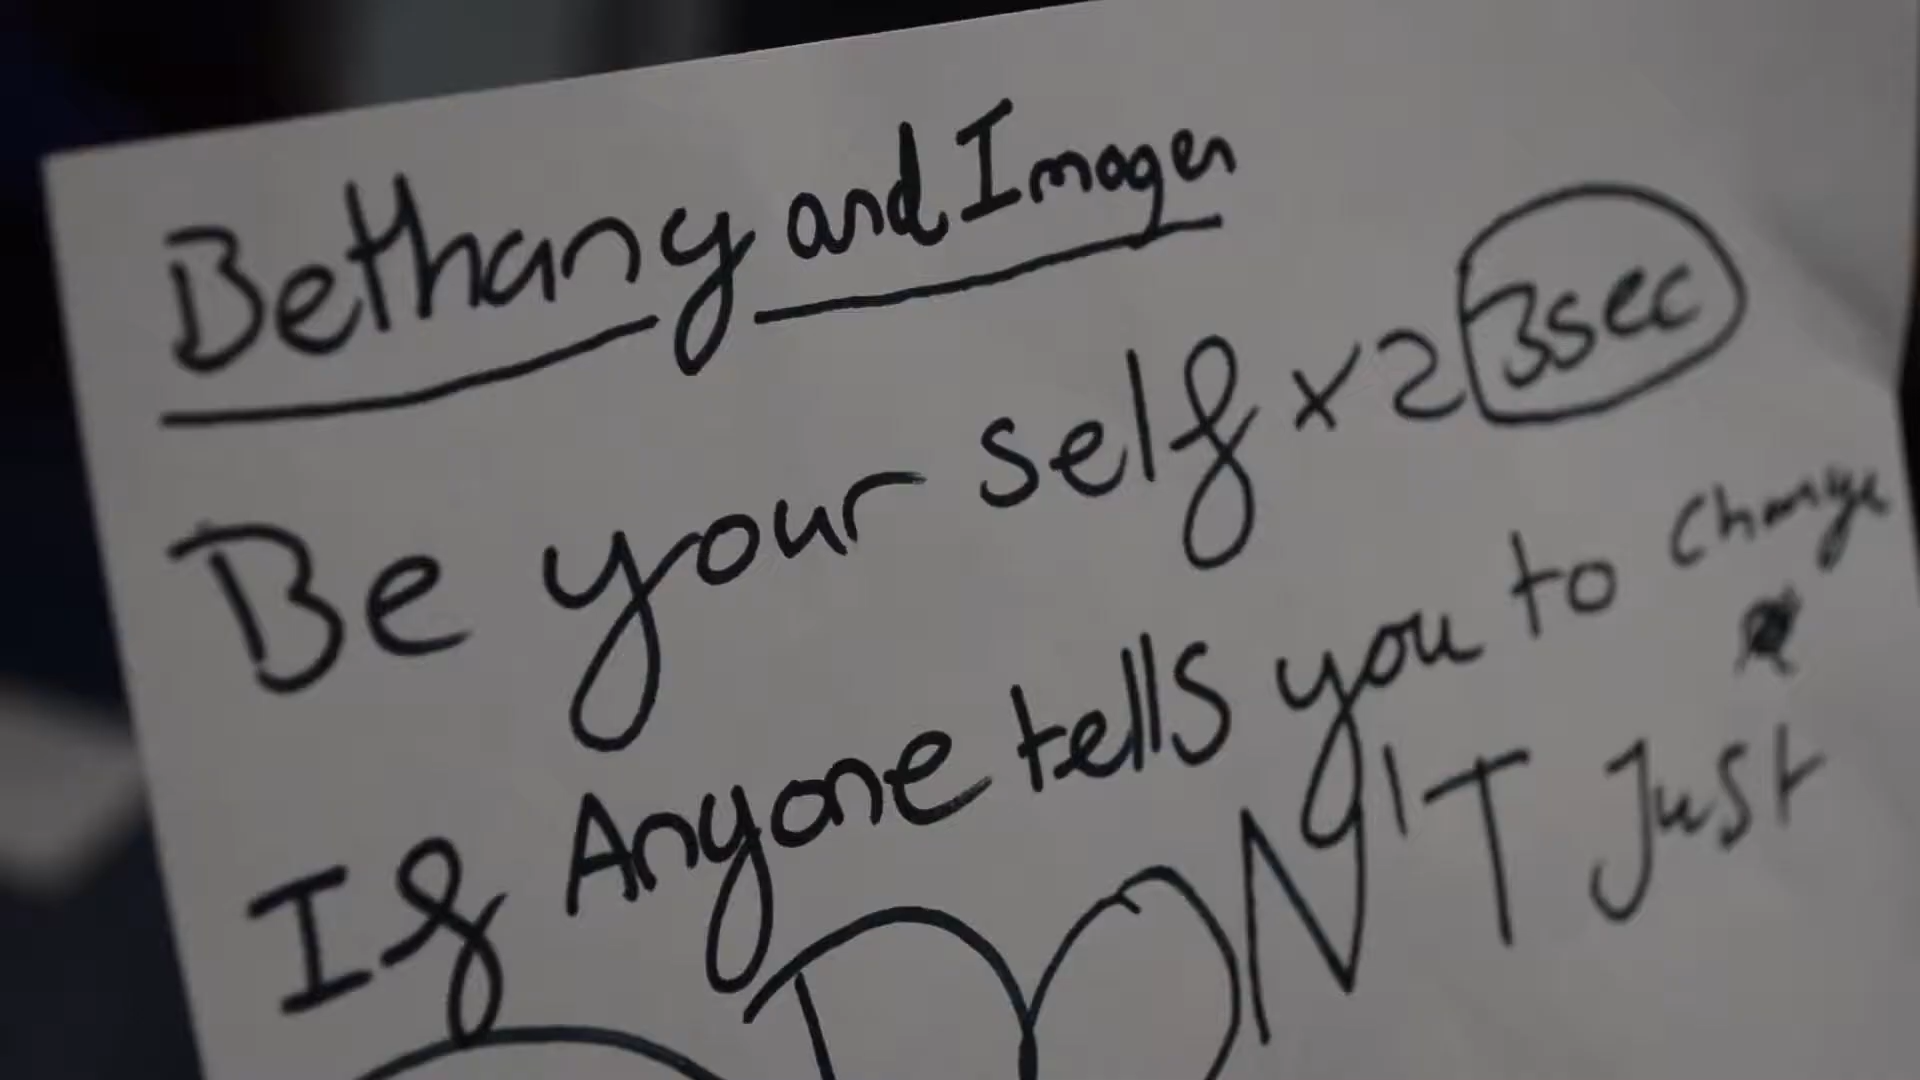 Bethany and Imogen
Be your self x2 3sec
If Anyone tells you to change
DON'T Just